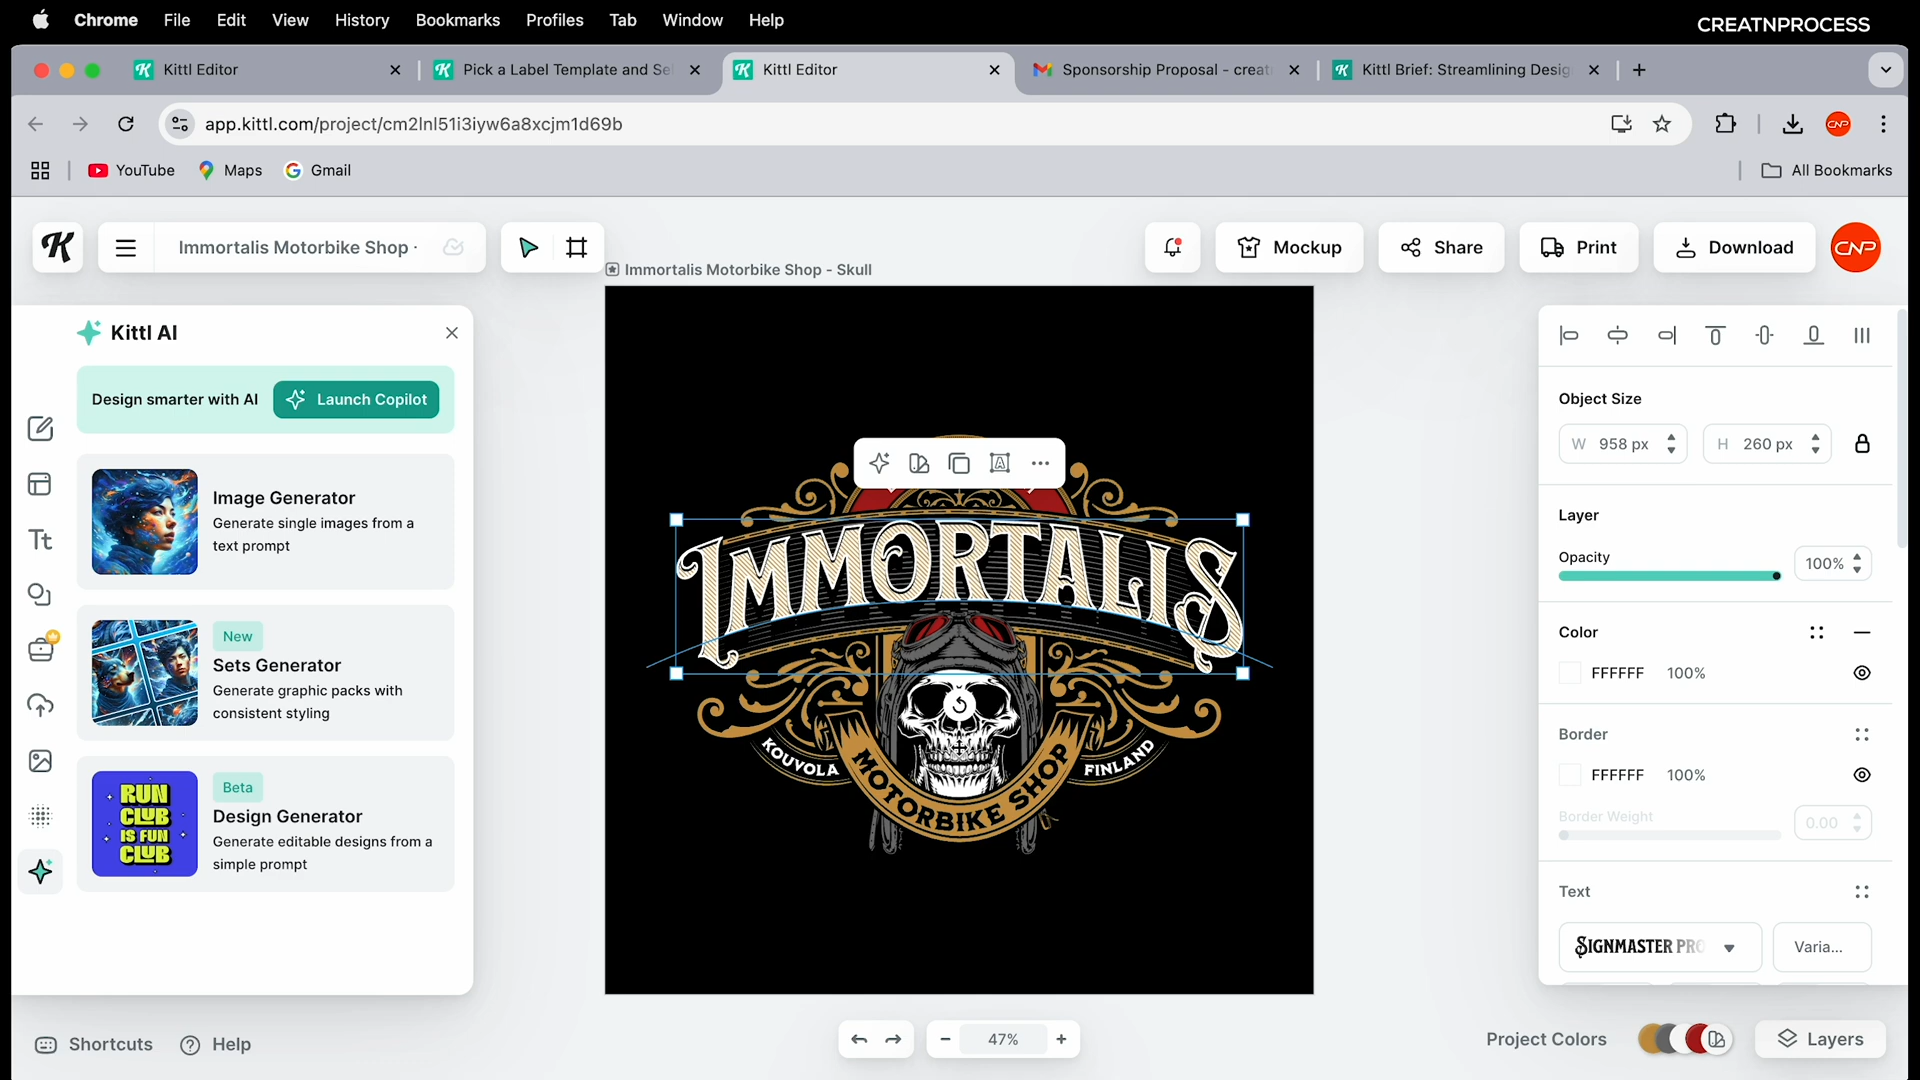 Chrome File Edit View History Bookmarks Profiles Tab Window Help
CREATNPROCESS
Kittl Editor
Pick a Label Template and Se
Kittl Editor
Sponsorship Proposal - creat
Kittl Brief: Streamlining Desig
app.kittl.com/project/cm2lnl51i3iyw6a8xcjm1d69b
CNP
YouTube
Maps
Gmail
All Bookmarks
Immortalis Motorbike Shop ·
Mockup
Share
Print
Download
CNP
Immortalis Motorbike Shop - Skull
Kittl AI
Design smarter with AI
Launch Copilot
Image Generator
Generate single images from a
text prompt
New
Sets Generator
Generate graphic packs with
consistent styling
RUN
CLUB
IS FUN
CLUB
Beta
Design Generator
Generate editable designs from a
simple prompt
Tt
IMMORTALIS
KOUVOLA
FINLAND
MOTORBIKE SHOP
Object Size
W 958 px
H 260 px
Layer
Opacity
100%
Color
FFFFFF 100%
Border
FFFFFF 100%
Border Weight
0.00
Text
SIGNMASTER PRO
Varia...
Shortcuts
Help
47%
Project Colors
Layers